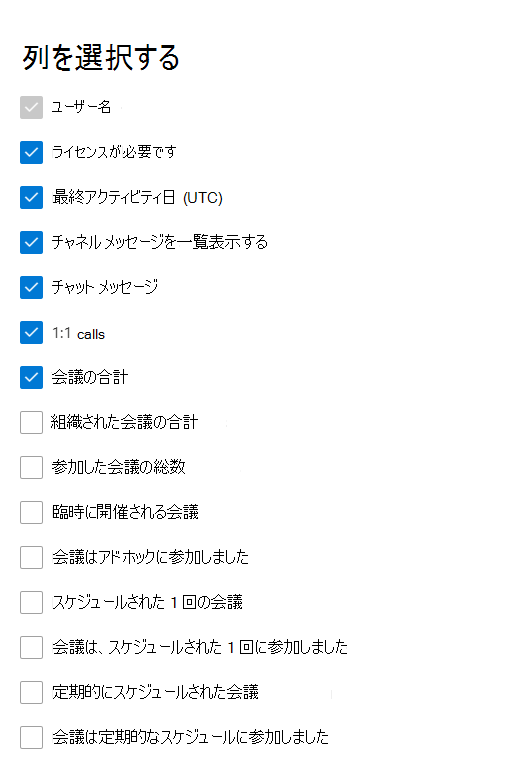 列を選択する
ユーザー名
ライセンスが必要です
最終アクティビティ日 (UTC)
チャネル メッセージを一覧表示する
チャット メッセージ
1:1 calls
会議の合計
組織された会議の合計
参加した会議の総数
臨時に開催される会議
会議はアドホックに参加しました
スケジュールされた 1 回の会議
会議は、スケジュールされた 1 回に参加しました
定期的にスケジュールされた会議
会議は定期的なスケジュールに参加しました